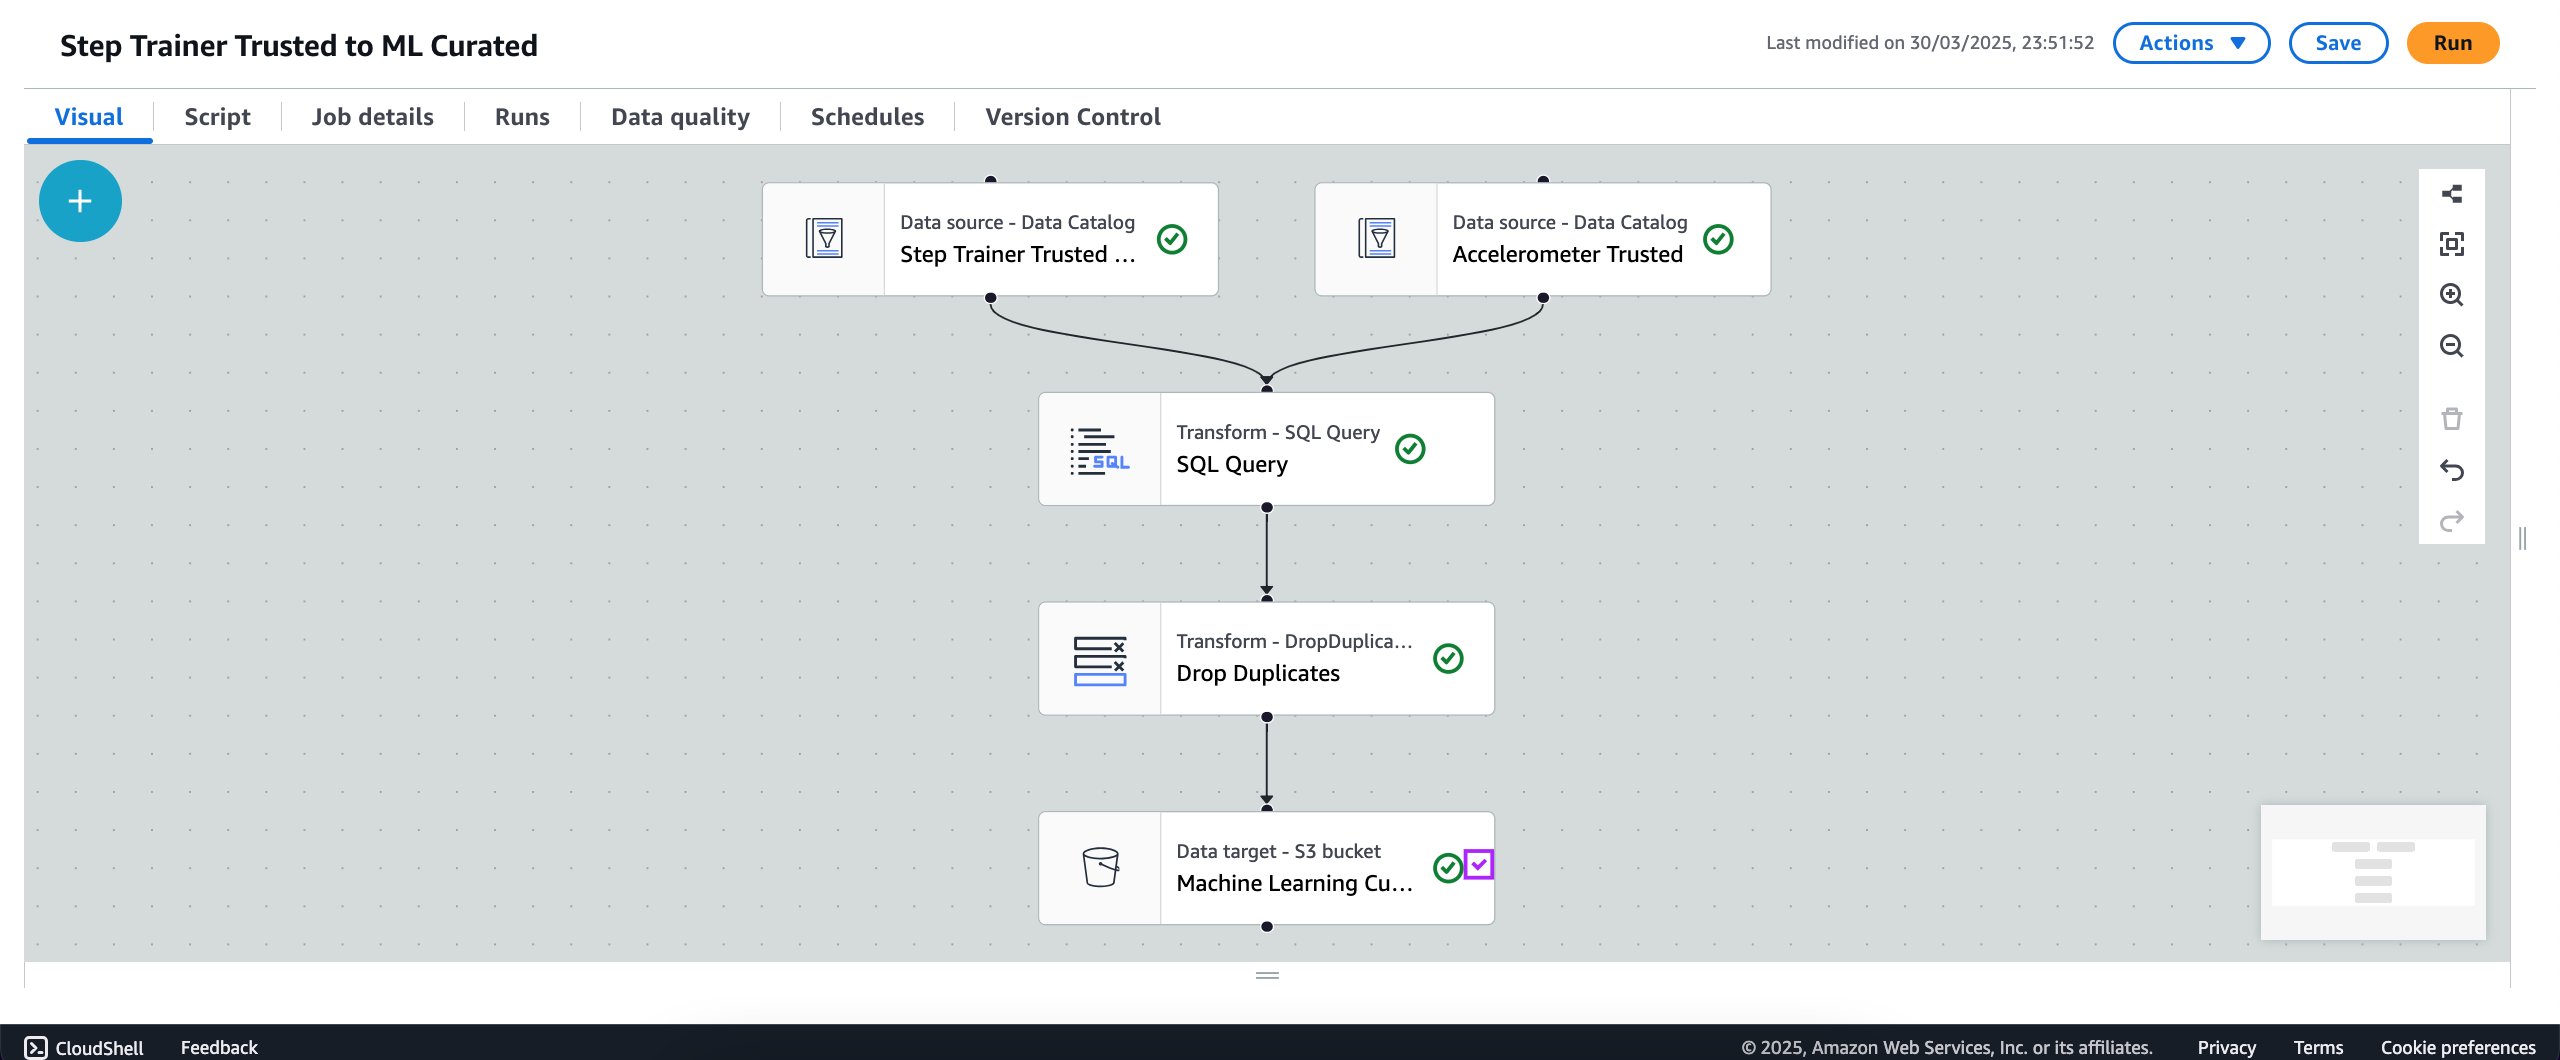 Step Trainer Trusted to ML Curated
Last modified on 30/03/2025, 23:51:52
Actions
Save
Run
Visual
Script
Job details
Runs
Data quality
Schedules
Version Control
Data source - Data Catalog
Step Trainer Trusted ...
Data source - Data Catalog
Accelerometer Trusted
SQL
Transform - SQL Query
SQL Query
Transform - DropDuplica...
Drop Duplicates
Data target - S3 bucket
Machine Learning Cu...
CloudShell
Feedback
© 2025, Amazon Web Services, Inc. or its affiliates.
Privacy
Terms
Cookie preferences